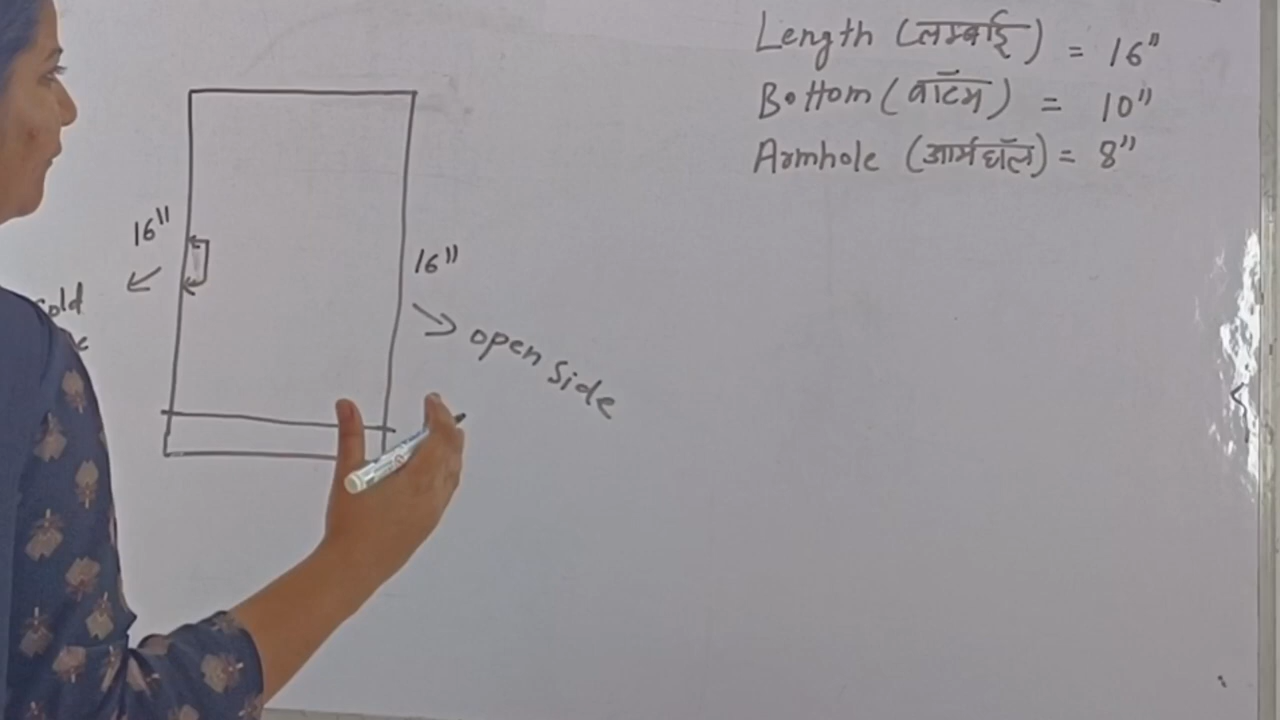 Length (लम्बाई) = 16"
Bottom (बॉटम) = 10"
Armhole (आर्महॉल) = 8"
16"
16"
open side